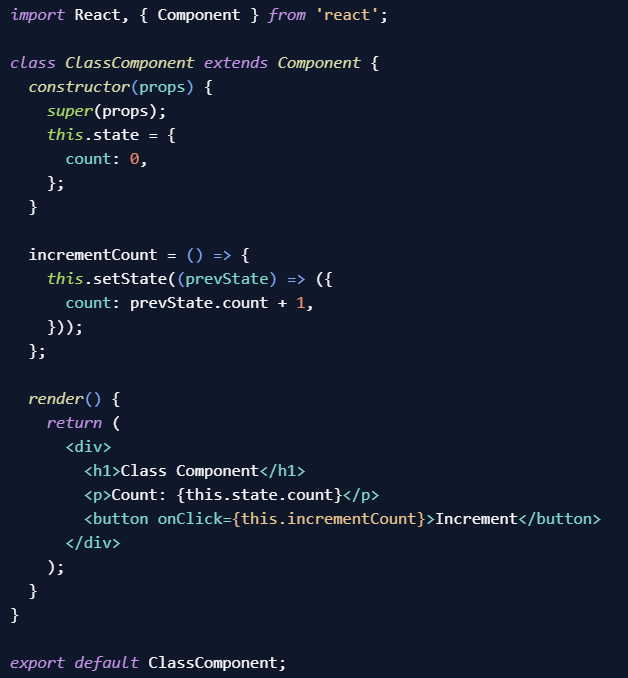 import React, { Component } from 'react';

class ClassComponent extends Component {
  constructor(props) {
    super(props);
    this.state = {
      count: 0,
    };
  }

  incrementCount = () => {
    this.setState((prevState) => ({
      count: prevState.count + 1,
    }));
  };

  render() {
    return (
      <div>
        <h1>Class Component</h1>
        <p>Count: {this.state.count}</p>
        <button onClick={this.incrementCount}>Increment</button>
      </div>
    );
  }
}

export default ClassComponent;